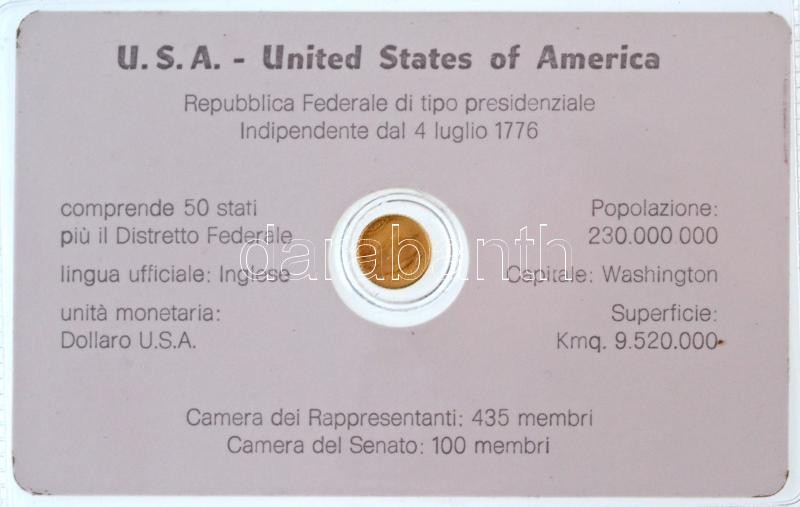 U.S.A. - United States of America
Repubblica Federale di tipo presidenziale
Indipendente dal 4 luglio 1776
comprende 50 stati
più il Distretto Federale
lingua ufficiale: Inglese
unità monetaria:
Dollaro U.S.A.
Popolazione:
230.000.000
Capitale: Washington
Superficie:
Kmq. 9.520.000
Camera dei Rappresentanti: 435 membri
Camera del Senato: 100 membri
darabanth